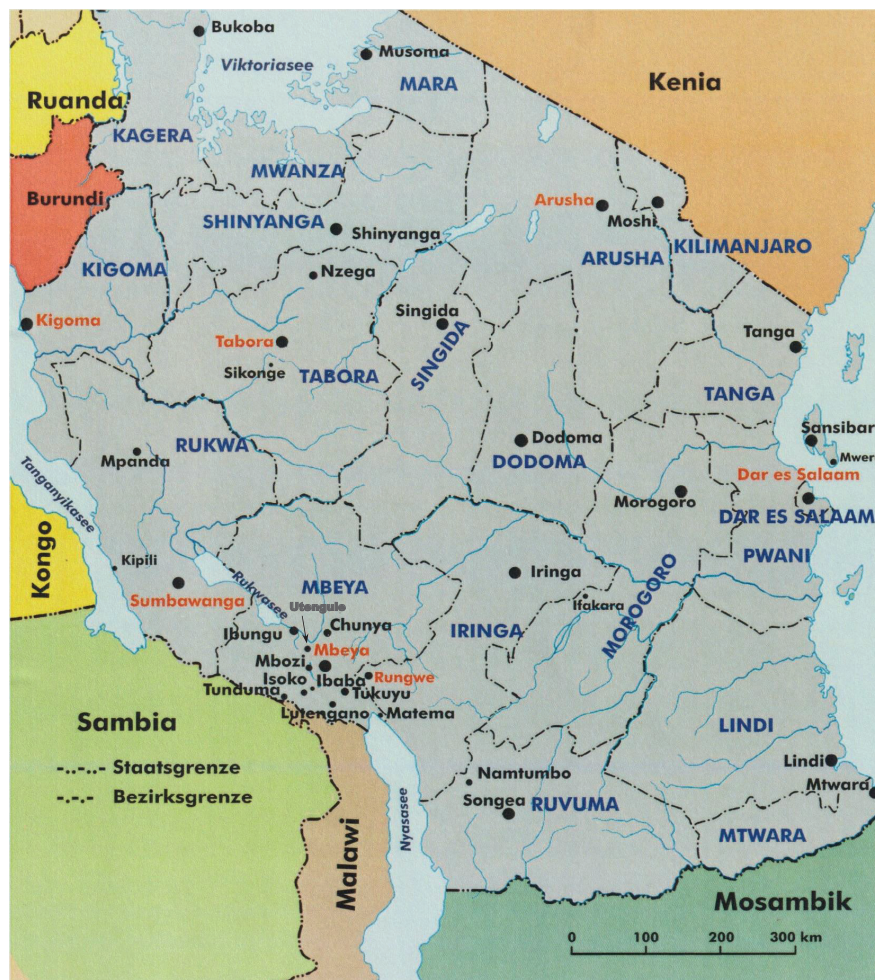 Bukoba
Musoma
Viktoriasee
MARA
Kenia
Ruanda
KAGERA
MWANZA
Burundi
Arusha
Moshi
SHINYANGA
Shinyanga
KILIMANJARO
ARUSHA
KIGOMA
Nzega
Singida
Kigoma
Tabora
Tanga
Sikonge
TABORA
SINGIDA
TANGA
Sansibar
Dodoma
RUKWA
Mpanda
DODOMA
Mwera
Dar es Salaam
Tanganyikasee
Morogoro
DAR ES SALAAM
Kongo
PWANI
Kipili
Iringa
Sumbawanga
Rukwasee
MBEYA
Utengule
Ifakara
MOROGORO
Ibungu
Chunya
IRINGA
Mbeya
Mbozi
Isoko
Ibaba
Rungwe
Tunduma
Tukuyu
Lutengano
Matema
Sambia
LINDI
Staatsgrenze
Lindi
Namtumbo
Mtwara
Bezirksgrenze
Songea
RUVUMA
Malawi
Nyasasee
MTWARA
Mosambik
0 100 200 300 km